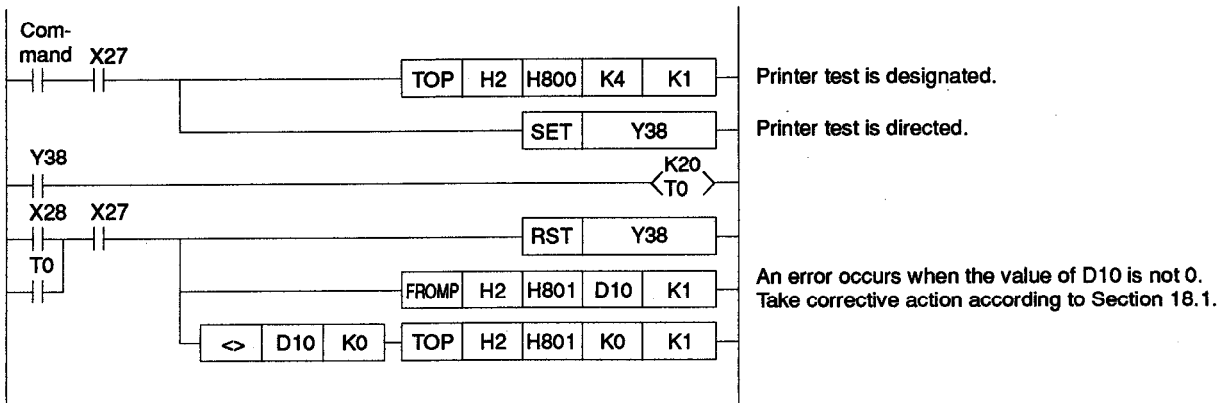 Com-
mand X27
TOP H2 H800 K4 K1 Printer test is designated.
SET Y38 Printer test is directed.
Y38
K20
T0
X28 X27
RST Y38
T0
FROMP H2 H801 D10 K1 An error occurs when the value of D10 is not 0.
Take corrective action according to Section 18.1.
<> D10 K0 TOP H2 H801 K0 K1